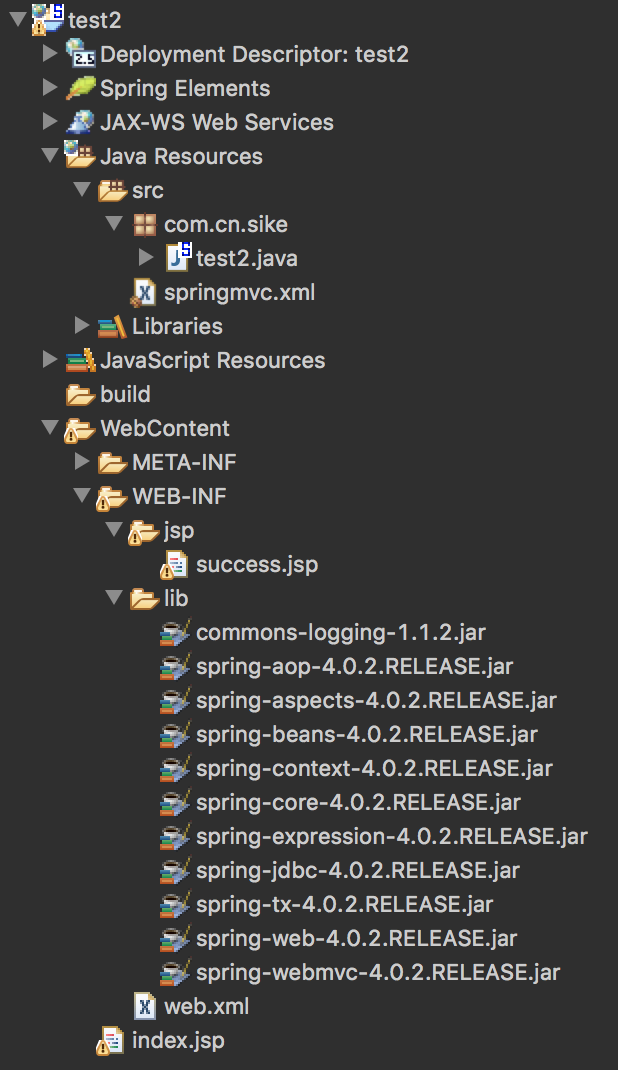 test2
Deployment Descriptor: test2
Spring Elements
JAX-WS Web Services
Java Resources
src
com.cn.sike
test2.java
springmvc.xml
Libraries
JavaScript Resources
build
WebContent
META-INF
WEB-INF
jsp
success.jsp
lib
commons-logging-1.1.2.jar
spring-aop-4.0.2.RELEASE.jar
spring-aspects-4.0.2.RELEASE.jar
spring-beans-4.0.2.RELEASE.jar
spring-context-4.0.2.RELEASE.jar
spring-core-4.0.2.RELEASE.jar
spring-expression-4.0.2.RELEASE.jar
spring-jdbc-4.0.2.RELEASE.jar
spring-tx-4.0.2.RELEASE.jar
spring-web-4.0.2.RELEASE.jar
spring-webmvc-4.0.2.RELEASE.jar
web.xml
index.jsp